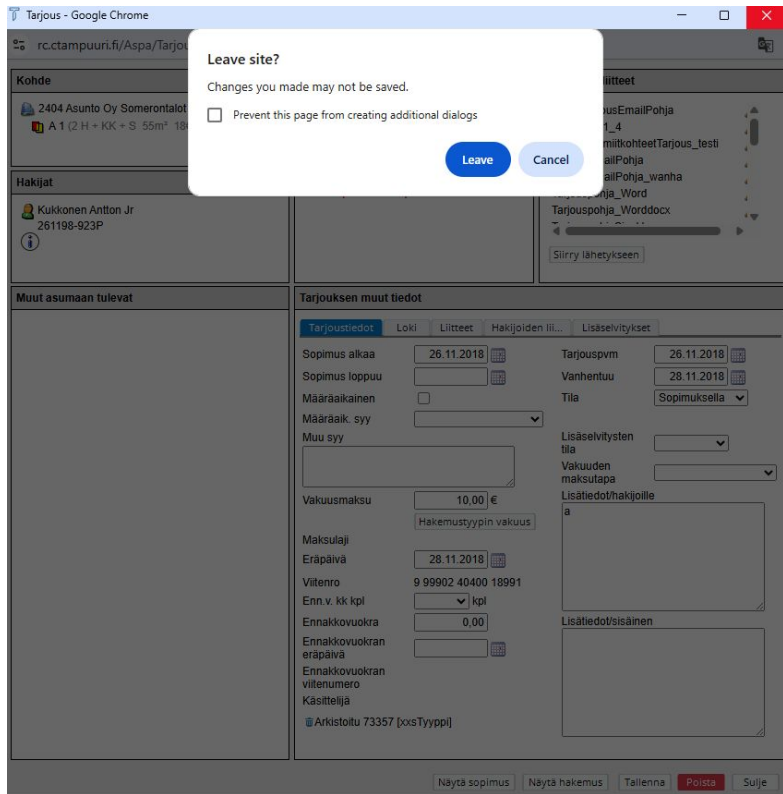 Tarjous - Google Chrome
rc.ctampuuri.fi/Aspa/Tarjou
Leave site?
Changes you made may not be saved.
Prevent this page from creating additional dialogs
Leave
Cancel
Kohde
2404 Asunto Oy Somerontalot
A 1 (2 H + KK + S 55m²
Hakijat
Kukkonen Antton Jr
261198-923P
liitteet
usEmailPohja
1_4
miitkohteetTarjous_testi
ailPohja
ailPohja_wanha
Tarjouspohja_Word
Tarjouspohja_Worddocx
Siirry lähetykseen
Muut asumaan tulevat
Tarjouksen muut tiedot
Tarjoustiedot
Loki
Liitteet
Hakijoiden lii...
Lisäselvitykset
Sopimus alkaa 26.11.2018
Tarjouspvm 26.11.2018
Sopimus loppuu
Vanhentuu 28.11.2018
Määräaikainen
Tila Sopimuksella
Määräaik. syy
Muu syy
Lisäselvitysten
tila
Vakuuden
maksutapa
Vakuusmaksu 10,00 €
Lisätiedot/hakijoille
a
Hakemustyypin vakuus
Maksulaji
Eräpäivä 28.11.2018
Viitenro 9 99902 40400 18991
Enn.v. kk kpl kpl
Ennakkovuokra 0,00
Lisätiedot/sisäinen
Ennakkovuokran
eräpäivä
Ennakkovuokran
viitenumero
Käsittelijä
Arkistoitu 73357 [xxsTyyppi]
Näytä sopimus
Näytä hakemus
Tallenna
Poista
Sulje